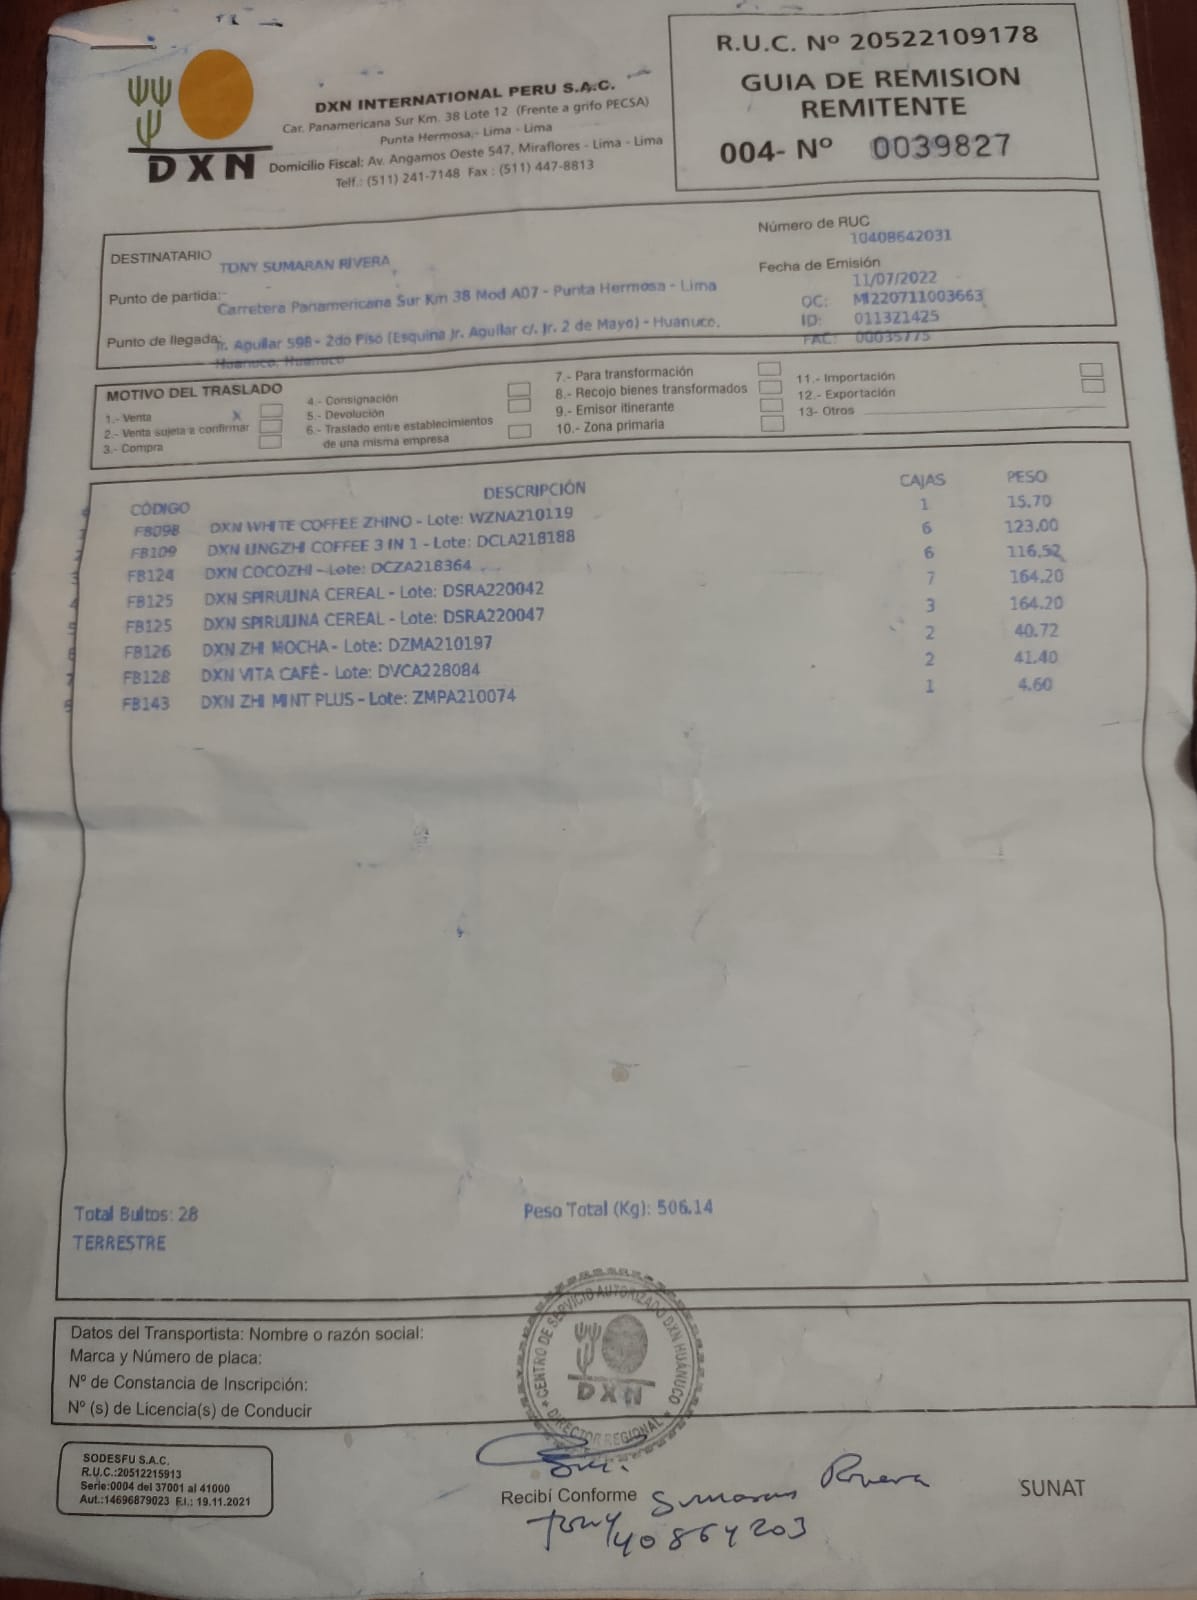 DXN
DXN INTERNATIONAL PERU S.A.C.
Car. Panamericana Sur Km. 38 Lote 12 (Frente a grifo PECSA)
Punta Hermosa,- Lima - Lima
Domicilio Fiscal: Av. Angamos Oeste 547, Miraflores - Lima - Lima
Telf.: (511) 241-7148 Fax : (511) 447-8813
R.U.C. Nº 20522109178
GUIA DE REMISION
REMITENTE
004- Nº 0039827
DESTINATARIO TONY SUMARAN RIVERA
Punto de partida: Carretera Panamericana Sur Km 38 Mod A07 - Punta Hermosa - Lima
Punto de llegada: Jr. Aguilar 598 - 2do Piso (Esquina Jr. Aguilar c/. Jr. 2 de Mayo) - Huanuco,
Huanuco, Huanuco
Número de RUC
10408642031
Fecha de Emisión
11/07/2022
OC: MI220711003663
ID: 011321425
FAC: 00035775
MOTIVO DEL TRASLADO
1.- Venta X
2.- Venta sujeta a confirmar
3.- Compra
4.- Consignación
5.- Devolución
6.- Traslado entre establecimientos
de una misma empresa
7.- Para transformación
8.- Recojo bienes transformados
9.- Emisor itinerante
10.- Zona primaria
11.- Importación
12.- Exportación
13- Otros
CÓDIGO DESCRIPCIÓN CAJAS PESO
FB098 DXN WHITE COFFEE ZHINO - Lote: WZNA210119 1 15.70
FB109 DXN LINGZHI COFFEE 3 IN 1 - Lote: DCLA218188 6 123.00
FB124 DXN COCOZHI - Lote: DCZA218364 6 116.52
FB125 DXN SPIRULINA CEREAL - Lote: DSRA220042 7 164.20
FB125 DXN SPIRULINA CEREAL - Lote: DSRA220047 3 164.20
FB126 DXN ZHI MOCHA - Lote: DZMA210197 2 40.72
FB128 DXN VITA CAFÉ - Lote: DVCA228084 2 41.40
FB143 DXN ZHI MINT PLUS - Lote: ZMPA210074 1 4.60
Total Bultos: 28 Peso Total (Kg): 506.14
TERRESTRE
Datos del Transportista: Nombre o razón social:
Marca y Número de placa:
Nº de Constancia de Inscripción:
Nº (s) de Licencia(s) de Conducir
CENTRO DE SERVICIO AUTORIZADO DXN HUANUCO
DXN
DIRECTOR REGIONAL
SODESFU S.A.C.
R.U.C.:20512215913
Serie:0004 del 37001 al 41000
Aut.:14696879023 F.I.: 19.11.2021
Recibí Conforme Sumaran Rivera
Tony
40864203
SUNAT